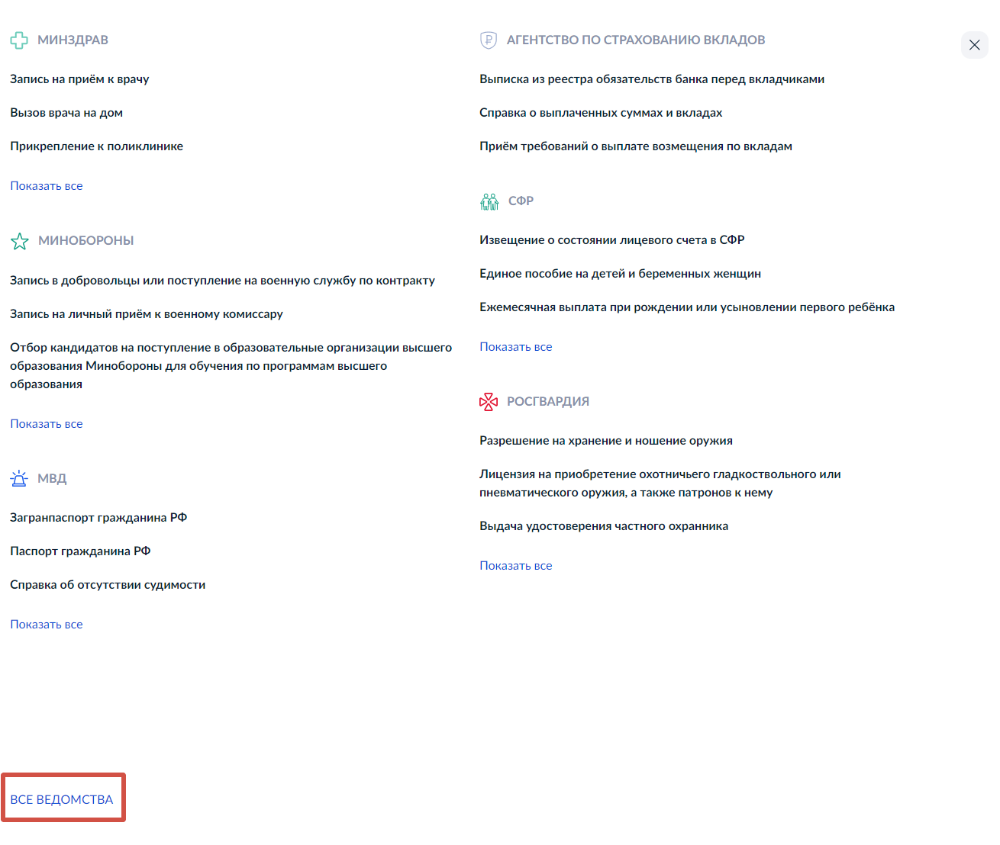 МИНЗДРАВ
Запись на приём к врачу
Вызов врача на дом
Прикрепление к поликлинике
Показать все
МИНОБОРОНЫ
Запись в добровольцы или поступление на военную службу по контракту
Запись на личный приём к военному комиссару
Отбор кандидатов на поступление в образовательные организации высшего
образования Минобороны для обучения по программам высшего
образования
Показать все
МВД
Загранпаспорт гражданина РФ
Паспорт гражданина РФ
Справка об отсутствии судимости
Показать все
АГЕНТСТВО ПО СТРАХОВАНИЮ ВКЛАДОВ
Выписка из реестра обязательств банка перед вкладчиками
Справка о выплаченных суммах и вкладах
Приём требований о выплате возмещения по вкладам
СФР
Извещение о состоянии лицевого счета в СФР
Единое пособие на детей и беременных женщин
Ежемесячная выплата при рождении или усыновлении первого ребёнка
Показать все
РОСГВАРДИЯ
Разрешение на хранение и ношение оружия
Лицензия на приобретение охотничьего гладкоствольного или
пневматического оружия, а также патронов к нему
Выдача удостоверения частного охранника
Показать все
ВСЕ ВЕДОМСТВА